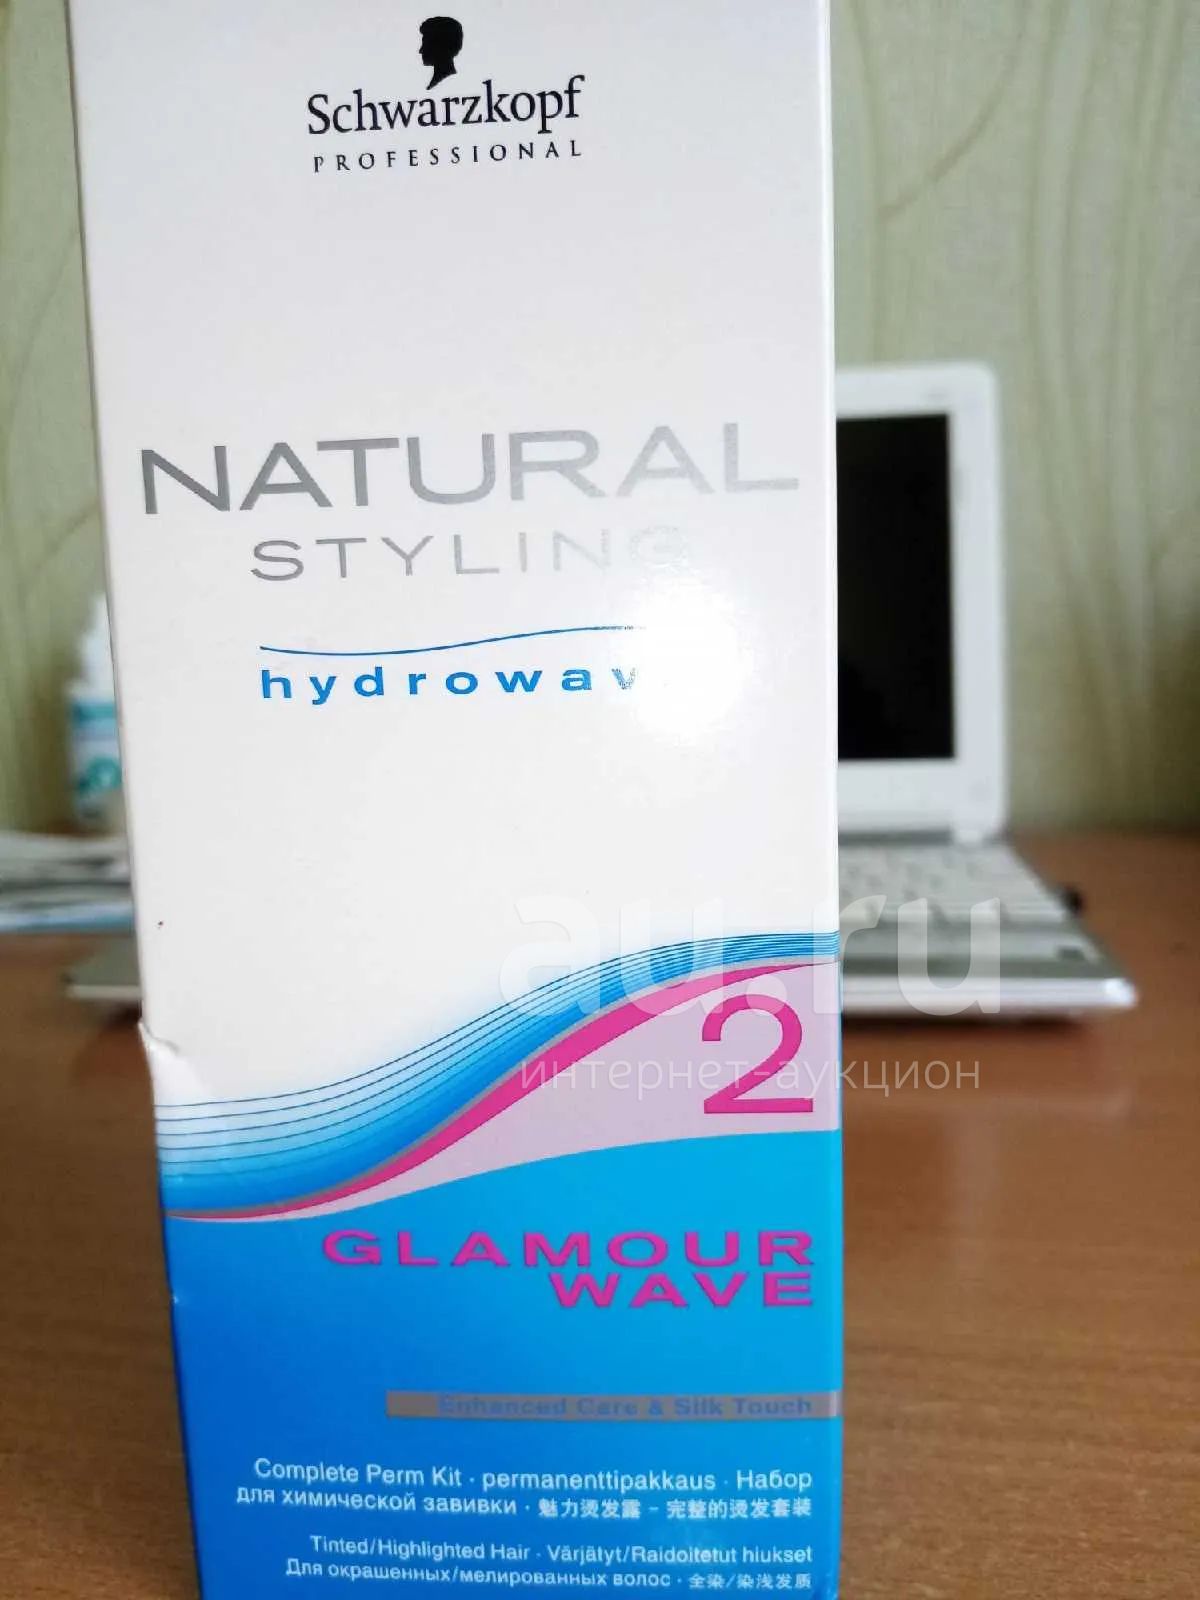 Schwarzkopf
PROFESSIONAL
NATURAL
STYLING
hydrowav
au.ru
2
интернет-аукцион
GLAMOUR
WAVE
Enhanced Care & Silk Touch
Complete Perm Kit · permanenttipakkaus · Набор
для химической завивки · 魅力烫发露 – 完整的烫发套装
Tinted/Highlighted Hair · Värjätyt/Raidoitetut hiukset
Для окрашенных/мелированных волос · 全染/染浅发质